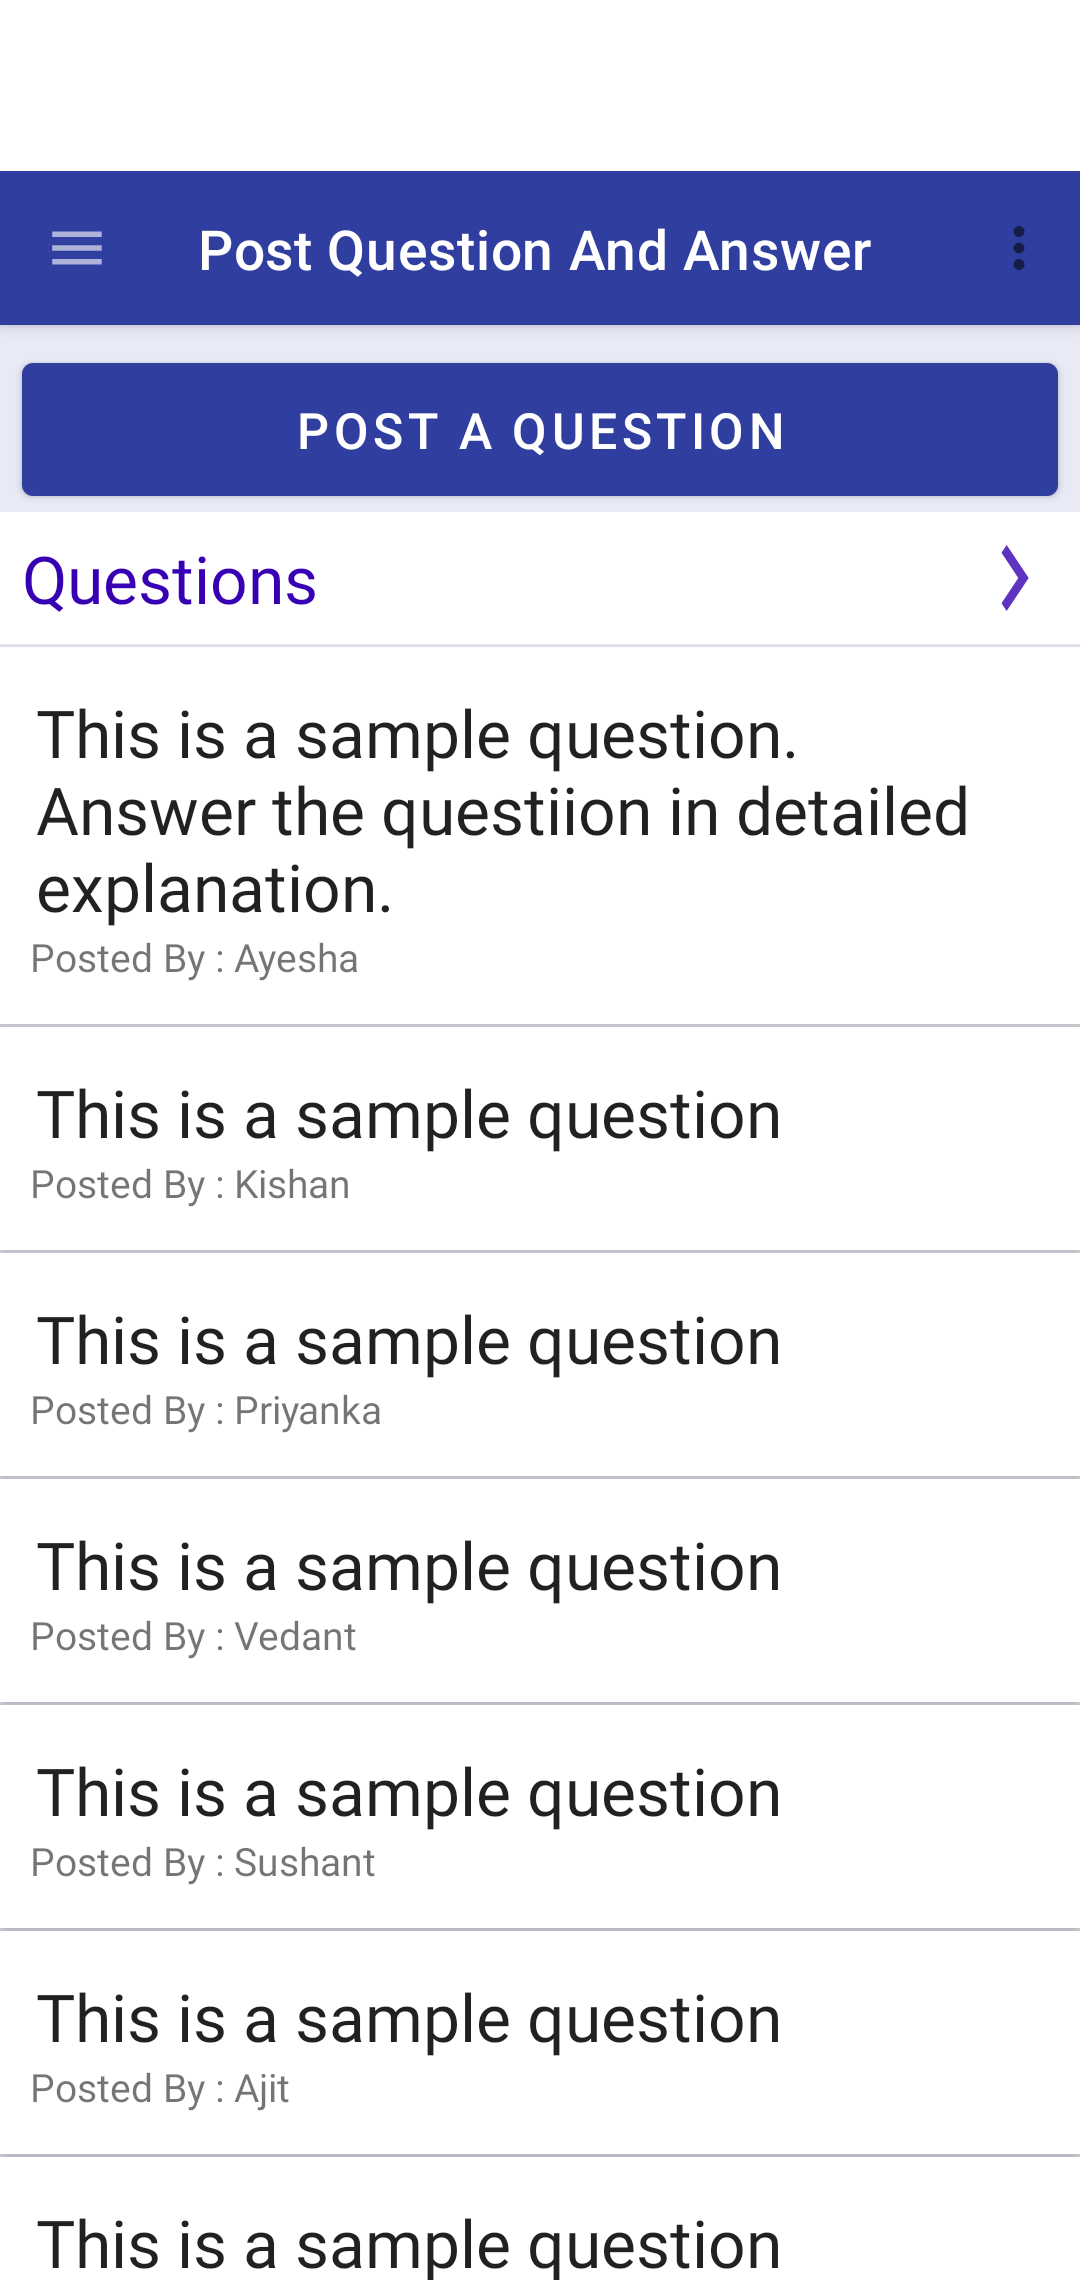 Post Question And Answer
POST A QUESTION
Questions
This is a sample question.
Answer the questiion in detailed
explanation.
Posted By : Ayesha
This is a sample question
Posted By : Kishan
This is a sample question
Posted By : Priyanka
This is a sample question
Posted By : Vedant
This is a sample question
Posted By : Sushant
This is a sample question
Posted By : Ajit
This is a sample question